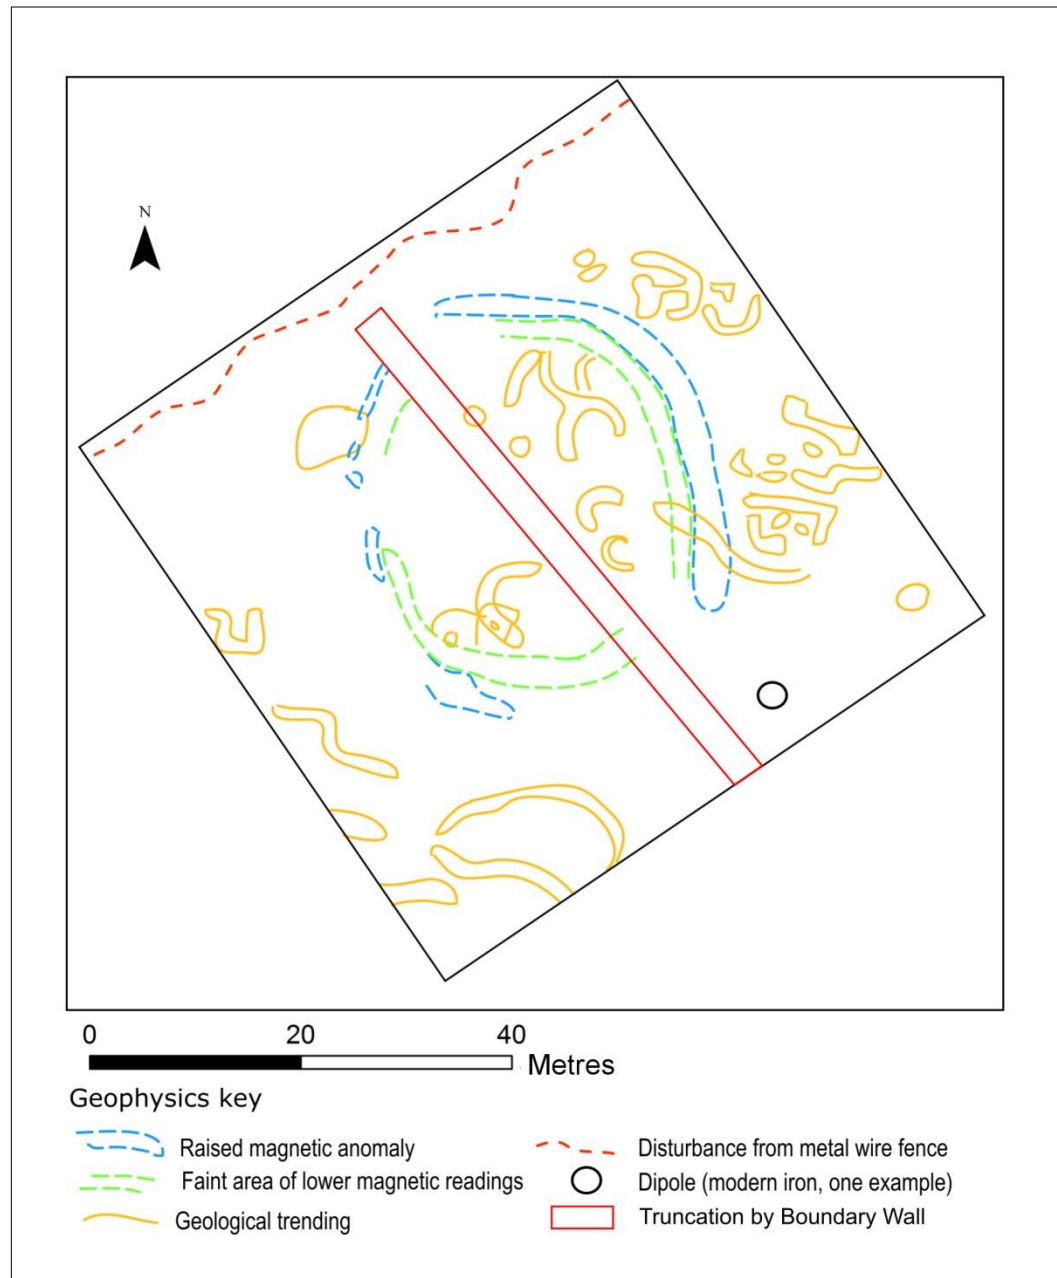 N
0 20 40 Metres
Geophysics key
Raised magnetic anomaly
Faint area of lower magnetic readings
Geological trending
Disturbance from metal wire fence
Dipole (modern iron, one example)
Truncation by Boundary Wall